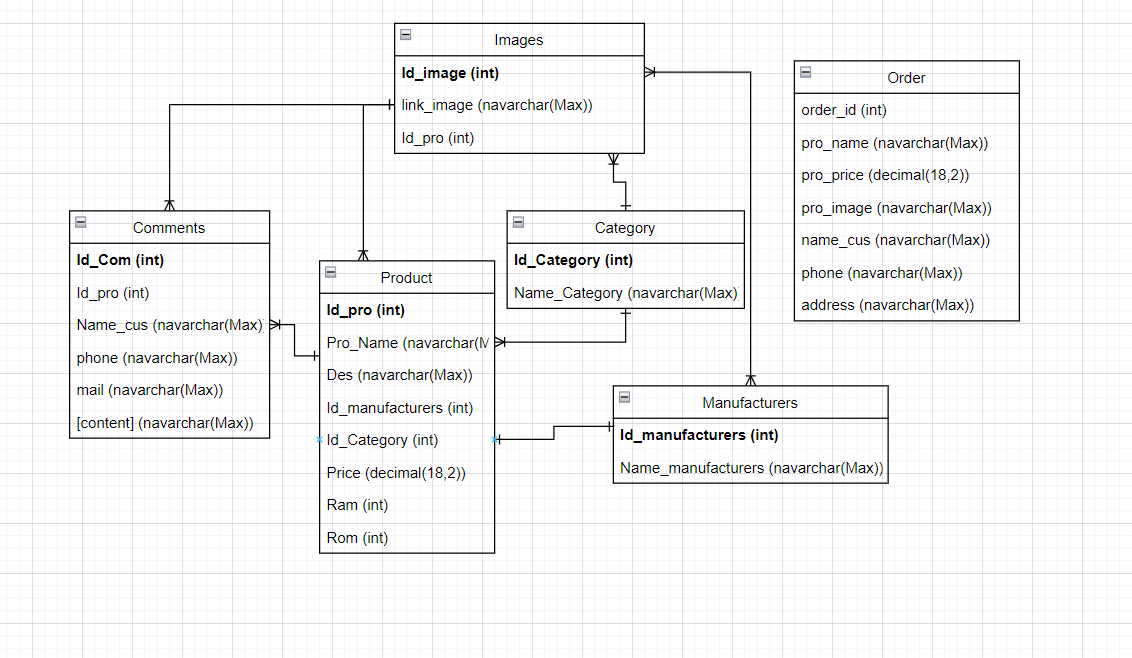 Images
Id_image (int)
link_image (navarchar(Max))
Id_pro (int)
Order
order_id (int)
pro_name (navarchar(Max))
pro_price (decimal(18,2))
pro_image (navarchar(Max))
name_cus (navarchar(Max))
phone (navarchar(Max))
address (navarchar(Max))
Comments
Id_Com (int)
Id_pro (int)
Name_cus (navarchar(Max)
phone (navarchar(Max))
mail (navarchar(Max))
[content] (navarchar(Max))
Category
Id_Category (int)
Name_Category (navarchar(Max)
Product
Id_pro (int)
Pro_Name (navarchar(M
Des (navarchar(Max))
Id_manufacturers (int)
Id_Category (int)
Price (decimal(18,2))
Ram (int)
Rom (int)
Manufacturers
Id_manufacturers (int)
Name_manufacturers (navarchar(Max))